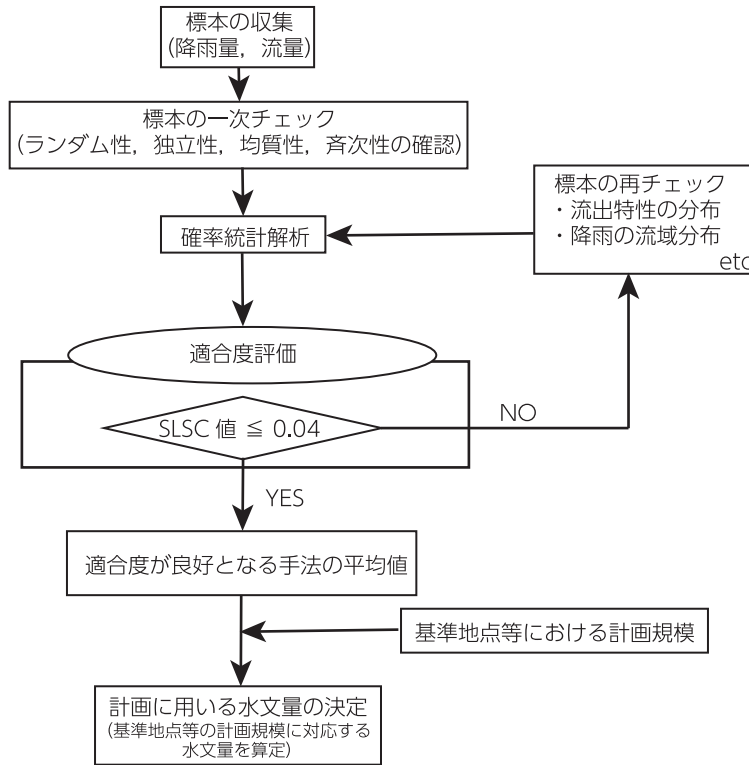 標本の収集
(降雨量，流量)
標本の一次チェック
(ランダム性，独立性，均質性，斉次性の確認)
標本の再チェック
・流出特性の分布
・降雨の流域分布
etc
確率統計解析
適合度評価
SLSC 値 ≦ 0.04
NO
YES
適合度が良好となる手法の平均値
基準地点等における計画規模
計画に用いる水文量の決定
(基準地点等の計画規模に対応する
水文量を算定)